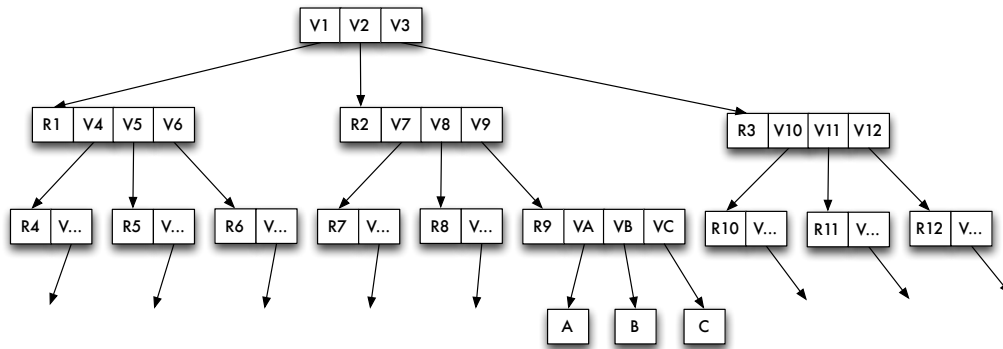 V1 V2 V3
R1 V4 V5 V6
R2 V7 V8 V9
R3 V10 V11 V12
R4 V...
R5 V...
R6 V...
R7 V...
R8 V...
R9 VA VB VC
R10 V...
R11 V...
R12 V...
A
B
C